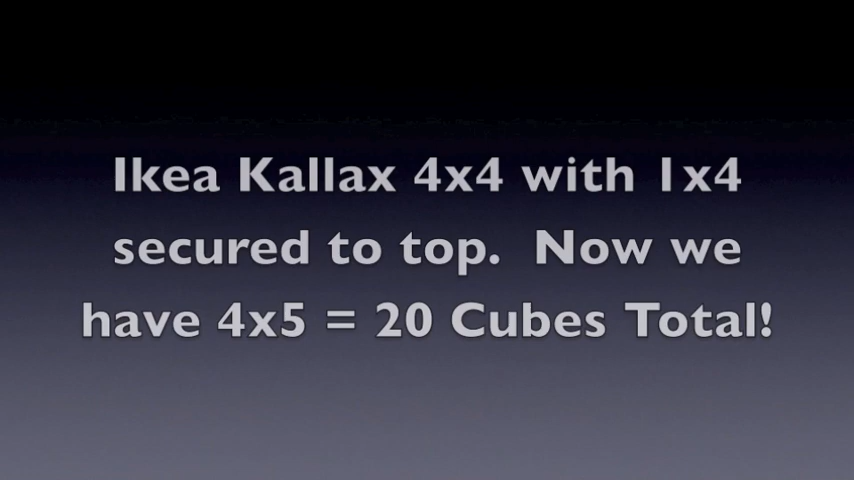 Ikea Kallax 4x4 with 1x4
secured to top.  Now we
have 4x5 = 20 Cubes Total!